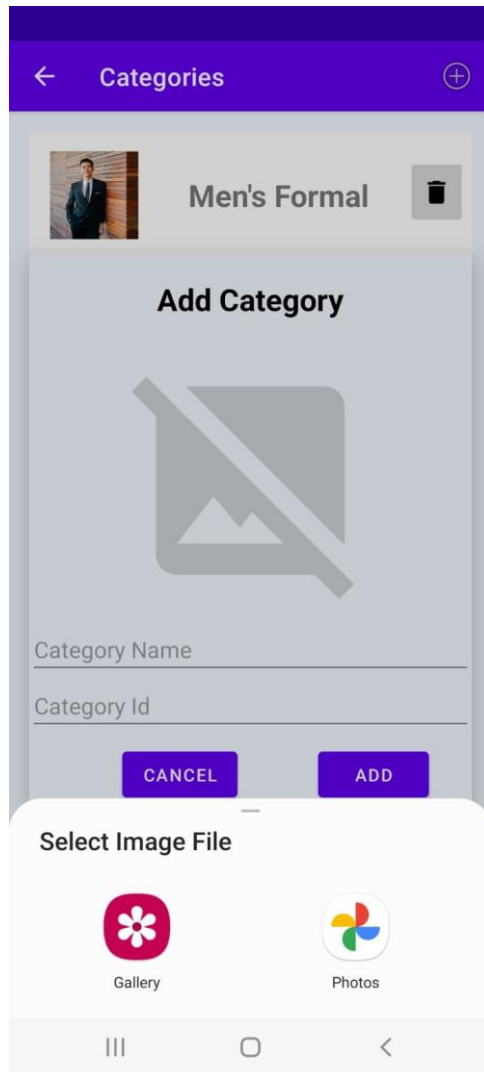 Categories
Men's Formal
Add Category
Category Name
Category Id
CANCEL ADD
Select Image File
Gallery Photos